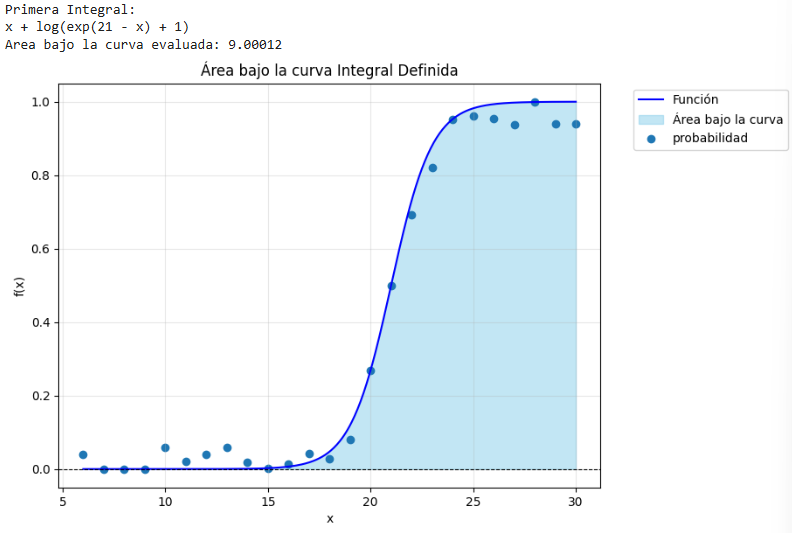 Primera Integral:
x + log(exp(21 - x) + 1)
Area bajo la curva evaluada: 9.00012
Área bajo la curva Integral Definida
1.0
0.8
0.6
0.4
0.2
0.0
f(x)
5
10
15
20
25
30
x
Función
Área bajo la curva
probabilidad